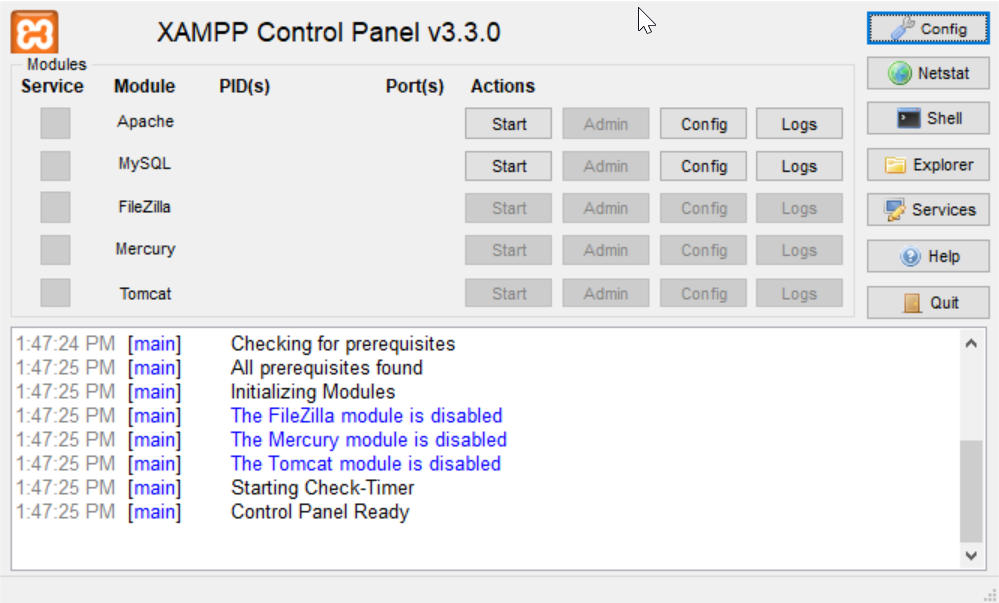 XAMPP Control Panel v3.3.0
Config
Modules
Netstat
Service Module PID(s) Port(s) Actions
Apache Start Admin Config Logs
Shell
MySQL Start Admin Config Logs
Explorer
FileZilla Start Admin Config Logs
Services
Mercury Start Admin Config Logs
Help
Tomcat Start Admin Config Logs
Quit
1:47:24 PM [main] Checking for prerequisites
1:47:25 PM [main] All prerequisites found
1:47:25 PM [main] Initializing Modules
1:47:25 PM [main] The FileZilla module is disabled
1:47:25 PM [main] The Mercury module is disabled
1:47:25 PM [main] The Tomcat module is disabled
1:47:25 PM [main] Starting Check-Timer
1:47:25 PM [main] Control Panel Ready